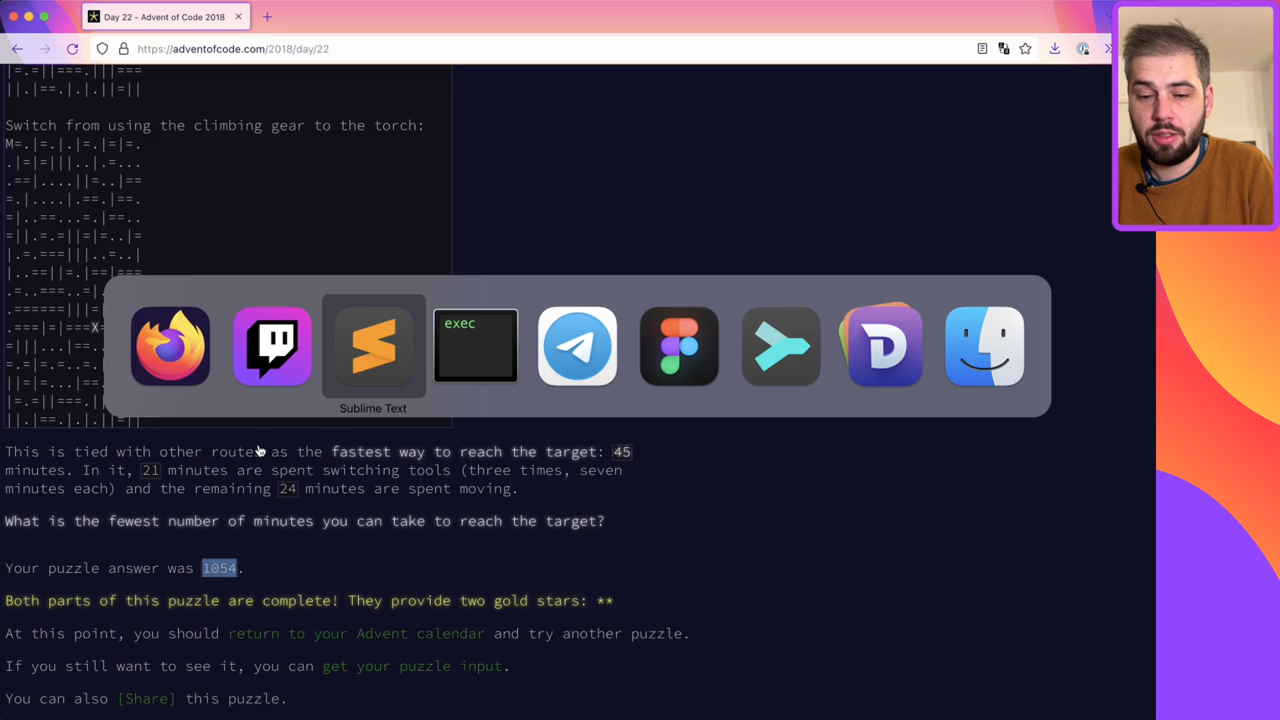 Day 22 - Advent of Code 2018
https://adventofcode.com/2018/day/22
|=.=||===.|||===
||.|==.|.|.||=||
Switch from using the climbing gear to the torch:
M=.|=.|.|=.|=|=.
.|=|=|||..|.=...
.==|....||=..|==
=.|....|.==.|==.
=|..==...=.|==..
=||.=.=||=|=..|=
|.=.===|||..=..|
|..==||=.|==|===
.=..===..=|.
.======|||=|
.===|=|===X=
=|||...|==
|=.=||=|
=|.=|=
|=.=||===.|||===
||.|==.|.|.||=||
exec
Sublime Text
This is tied with other routes as the fastest way to reach the target: 45
minutes. In it, 21 minutes are spent switching tools (three times, seven
minutes each) and the remaining 24 minutes are spent moving.
What is the fewest number of minutes you can take to reach the target?
Your puzzle answer was 1054.
Both parts of this puzzle are complete! They provide two gold stars: **
At this point, you should return to your Advent calendar and try another puzzle.
If you still want to see it, you can get your puzzle input.
You can also [Share] this puzzle.